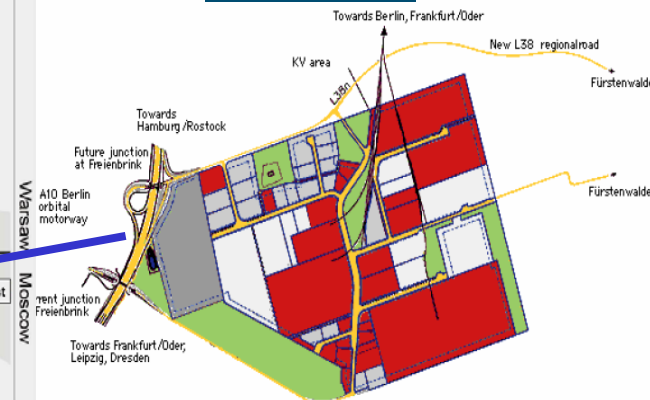 Towards Berlin, Frankfurt/Oder
New L38 regionalroad
KV area
Fürstenwalde
L38n
Towards
Hamburg/Rostock
Future junction
at Freienbrink
A10 Berlin
orbital
motorway
Fürstenwalde
Warsaw Moscow
rent junction
Freienbrink
Towards Frankfurt/Oder,
Leipzig, Dresden